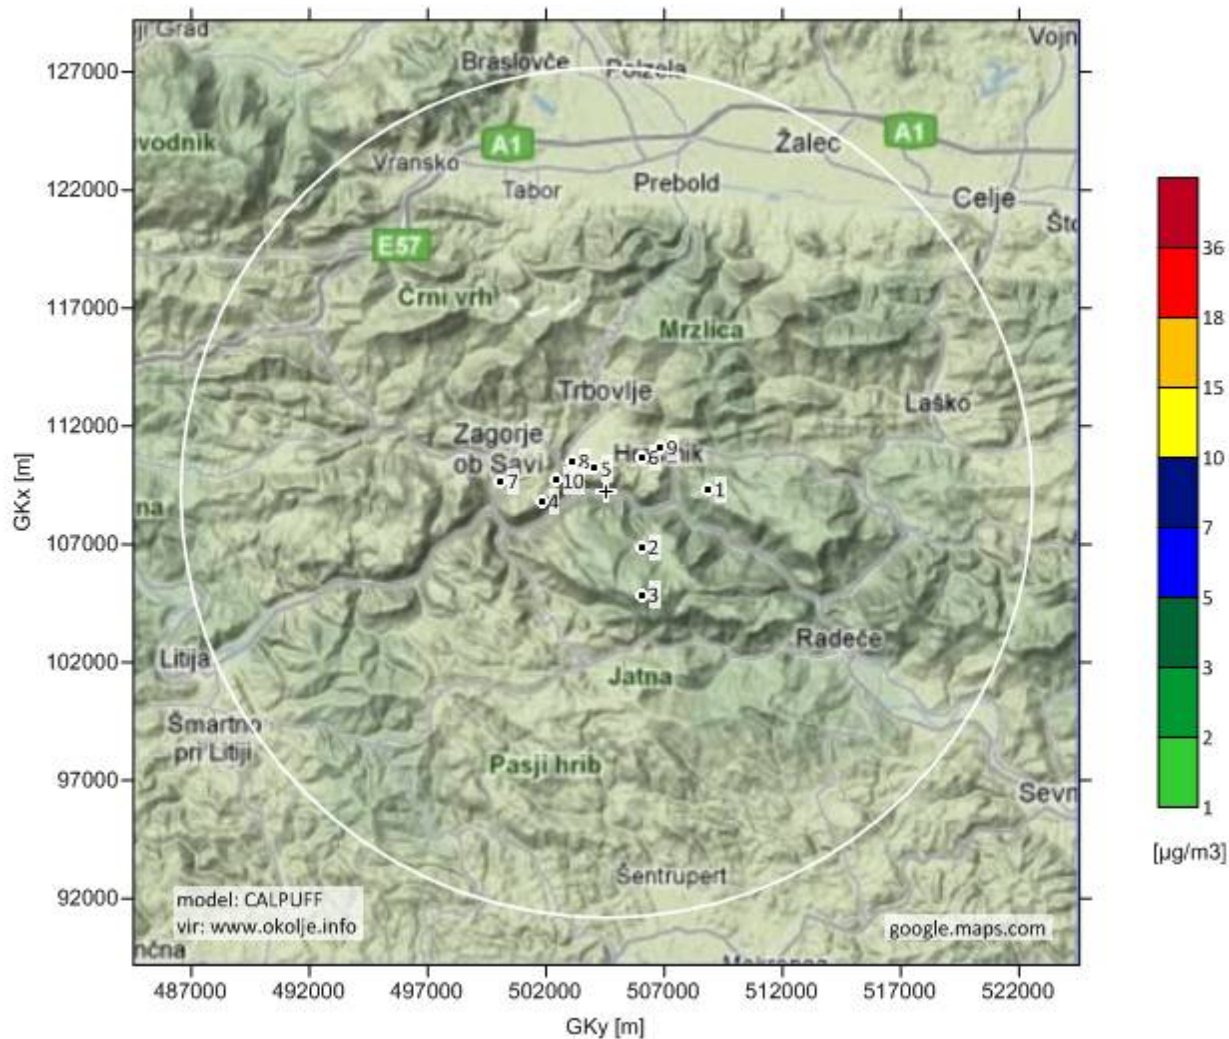 Braslovče
Polzela
Žalec
A1
A1
vodnik
Vransko
Tabor
Prebold
Celje
E57
Črni vrh
Mrzlica
Trbovlje
Laško
Zagorje
ob Savi
9
8
6
5
7
10
4
1
2
3
Radeče
Litija
Jatna
Šmartno
pri Litiji
Pasji hrib
Šentrupert
model: CALPUFF
vir: www.okolje.info
google.maps.com
127000
122000
117000
112000
107000
102000
97000
92000
GKx [m]
487000
492000
497000
502000
507000
512000
517000
522000
GKy [m]
36
18
15
10
7
5
3
2
1
[µg/m3]